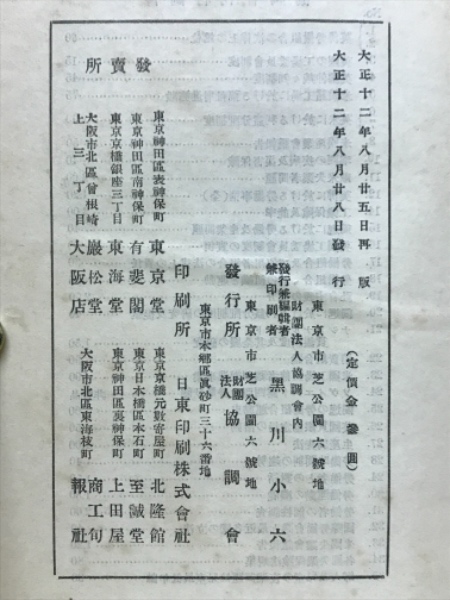 大正十二年八月廿五日再版
大正十二年八月廿八日發行
(定價金壹圓)
東京市芝公園六號地
財團法人協調會內
發行兼編輯者
兼印刷者
黑川小六
東京市芝公園六號地
發行所 財團法人 協調會
東京市本鄉區眞砂町三十六番地
印刷所 日東印刷株式會社
發賣所
東京神田區表神保町 東京堂
東京神田區南神保町 有斐閣
東京京橋銀座三丁目 東海堂
大阪市北區曾根崎上三丁目 巖松堂大阪店
東京京橋元數寄屋町 北隆館
東京日本橋區本石町 至誠堂
東京神田區裏神保町 上田屋
大阪市北區東海枝町 商工旬報社